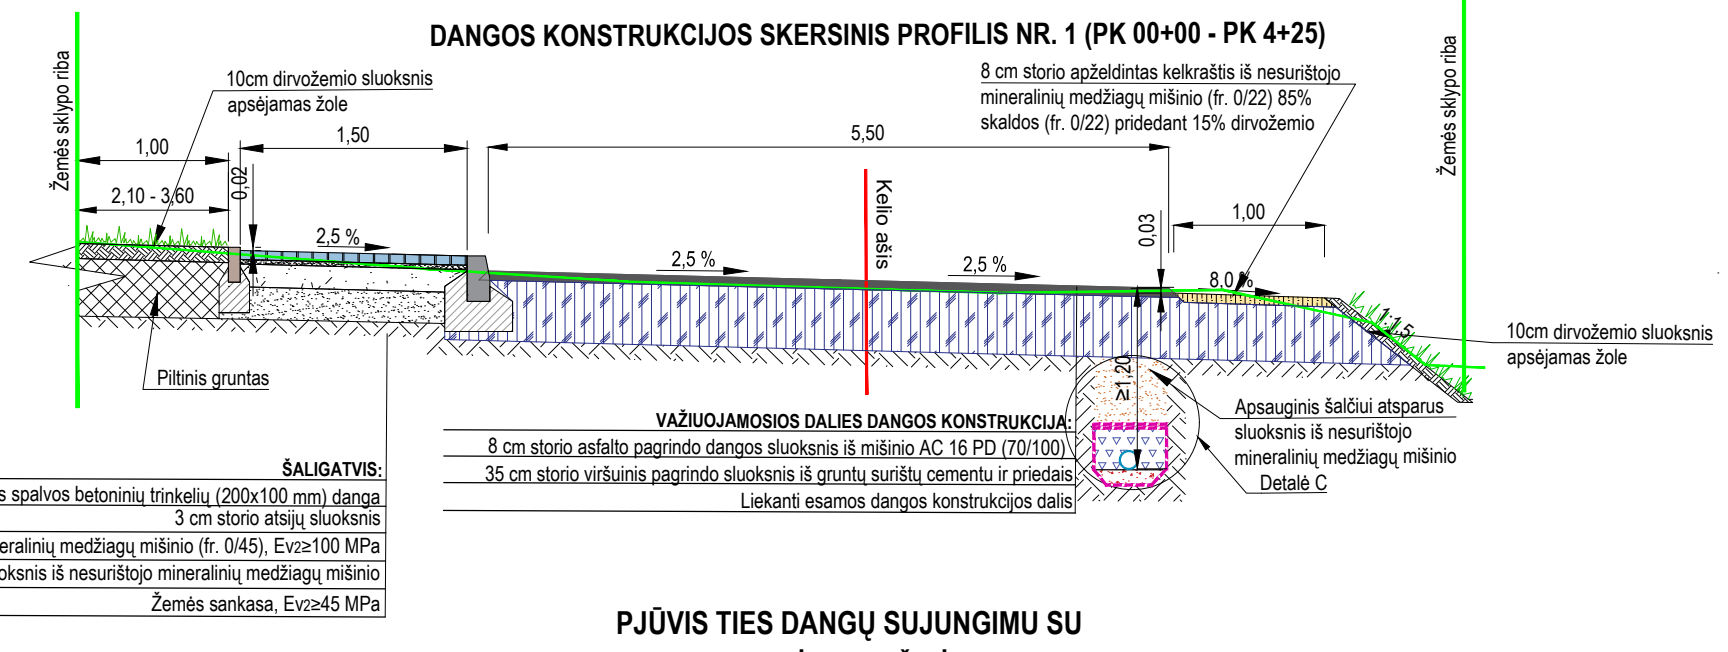 DANGOS KONSTRUKCIJOS SKERSINIS PROFILIS NR. 1 (PK 00+00 - PK 4+25)
Žemės sklypo riba
10cm dirvožemio sluoksnis
apsėjamas žole
8 cm storio apželdintas kelkraštis iš nesurištojo
mineralinių medžiagų mišinio (fr. 0/22) 85%
skaldos (fr. 0/22) pridedant 15% dirvožemio
Žemės sklypo riba
1,00
1,50
5,50
2,10 - 3,60
0,02
Kelio ašis
0,03
1,00
2,5 %
2,5 %
2,5 %
8,0 %
1:1,5
10cm dirvožemio sluoksnis
apsėjamas žole
Piltinis gruntas
≥1,20
Apsauginis šalčiui atsparus
sluoksnis iš nesurištojo
mineralinių medžiagų mišinio
Detalė C
VAŽIUOJAMOSIOS DALIES DANGOS KONSTRUKCIJA:
8 cm storio asfalto pagrindo dangos sluoksnis iš mišinio AC 16 PD (70/100)
35 cm storio viršuinis pagrindo sluoksnis iš gruntų surištų cementu ir priedais
Liekanti esamos dangos konstrukcijos dalis
ŠALIGATVIS:
s spalvos betoninių trinkelių (200x100 mm) danga
3 cm storio atsijų sluoksnis
eralinių medžiagų mišinio (fr. 0/45), Ev2≥100 MPa
oksnis iš nesurištojo mineralinių medžiagų mišinio
Žemės sankasa, Ev2≥45 MPa
PJŪVIS TIES DANGŲ SUJUNGIMU SU